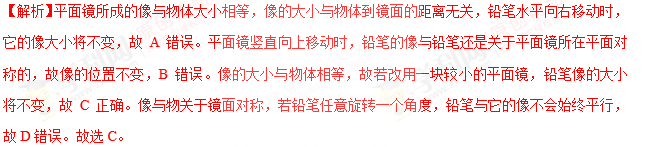 【解析】平面镜所成的像与物体大小相等，像的大小与物体到镜面的距离无关，铅笔水平向右移动时，
它的像大小将不变，故 A 错误。平面镜竖直向上移动时，铅笔的像与铅笔还是关于平面镜所在平面对
称的，故像的位置不变，B 错误。像的大小与物体相等，故若改用一块较小的平面镜，铅笔像的大小
将不变，故 C 正确。像与物关于镜面对称，若铅笔任意旋转一个角度，铅笔与它的像不会始终平行，
故 D 错误。故选 C。